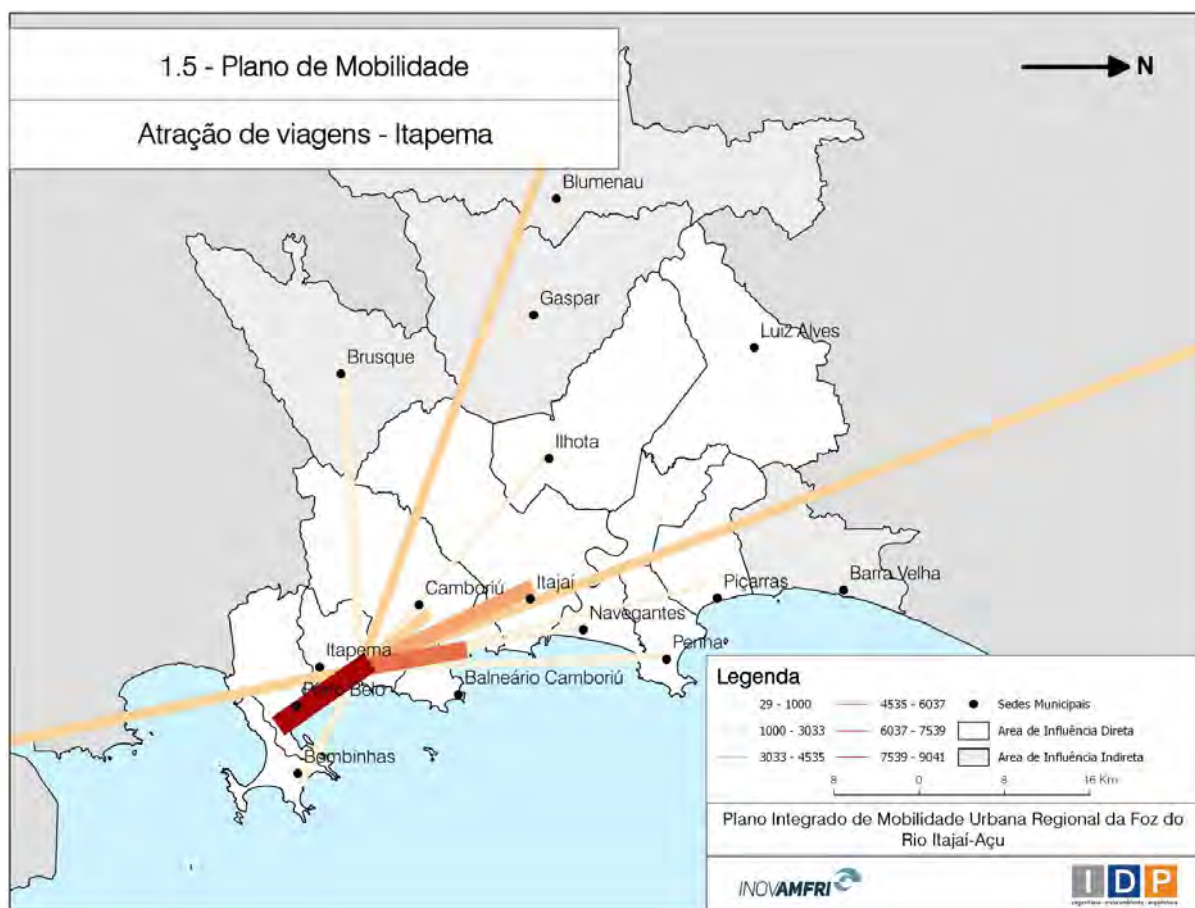 1.5 - Plano de Mobilidade
Atração de viagens - Itapema
N
Blumenau
Gaspar
Luiz Alves
Brusque
Ilhota
Camboriú
Itajaí
Piçarras
Barra Velha
Navegantes
Itapema
Penha
Porto Belo
Balneário Camboriú
Bombinhas
Legenda
29 - 1000
4535 - 6037
Sedes Municipais
1000 - 3033
6037 - 7539
Area de Influência Direta
3033 - 4535
7539 - 9041
Area de Influência Indireta
8 0 8 16 Km
Plano Integrado de Mobilidade Urbana Regional da Foz do
Rio Itajaí-Açu
INOVAMFRI
IDP